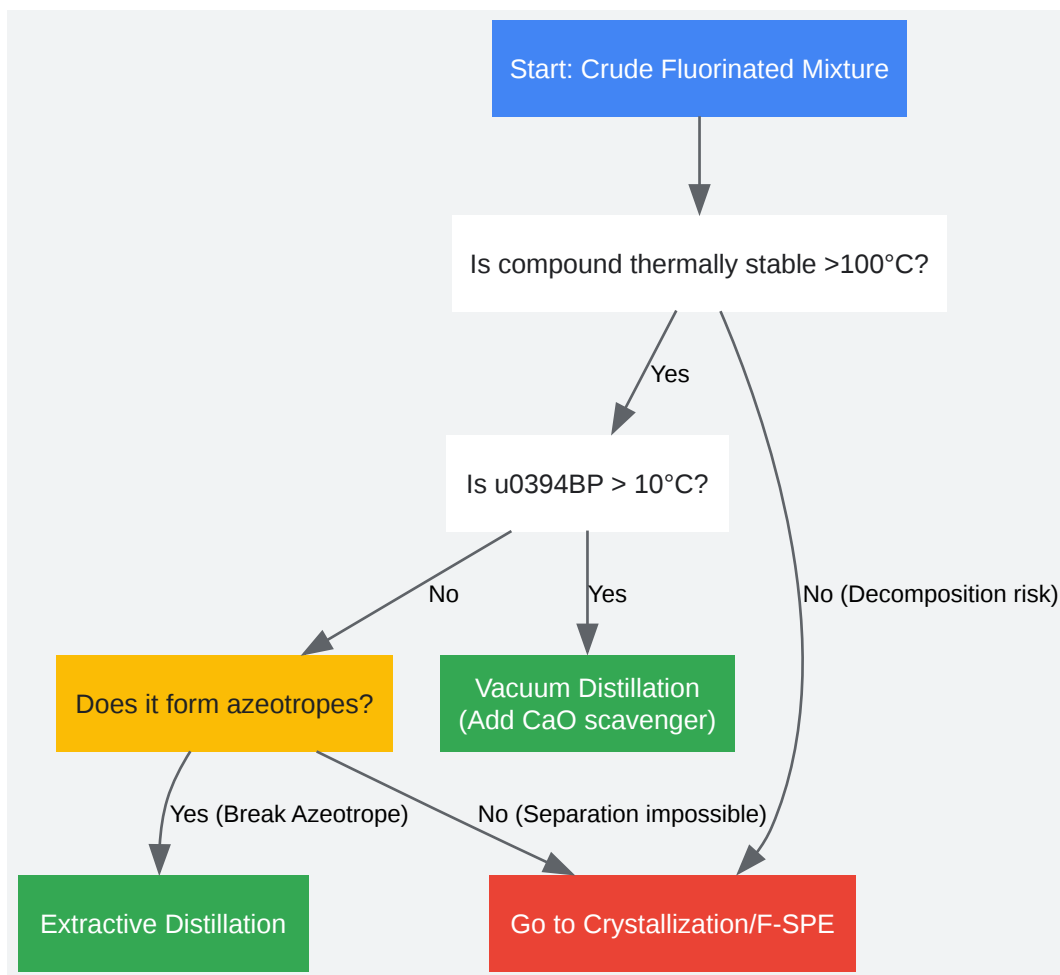 Start: Crude Fluorinated Mixture
Is compound thermally stable >100°C?
Yes
Is u0394BP > 10°C?
No
Yes
No (Decomposition risk)
Does it form azeotropes?
Vacuum Distillation
(Add CaO scavenger)
Yes (Break Azeotrope)
No (Separation impossible)
Extractive Distillation
Go to Crystallization/F-SPE